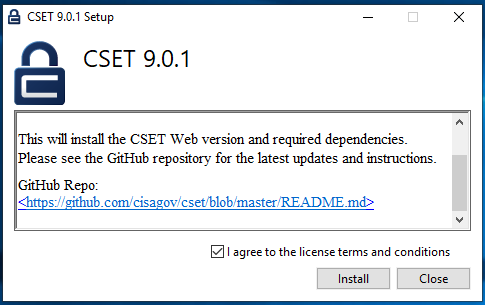 CSET 9.0.1 Setup
CSET 9.0.1
This will install the CSET Web version and required dependencies.
Please see the GitHub repository for the latest updates and instructions.
GitHub Repo:
<https://github.com/cisagov/cset/blob/master/README.md>
I agree to the license terms and conditions
Install Close